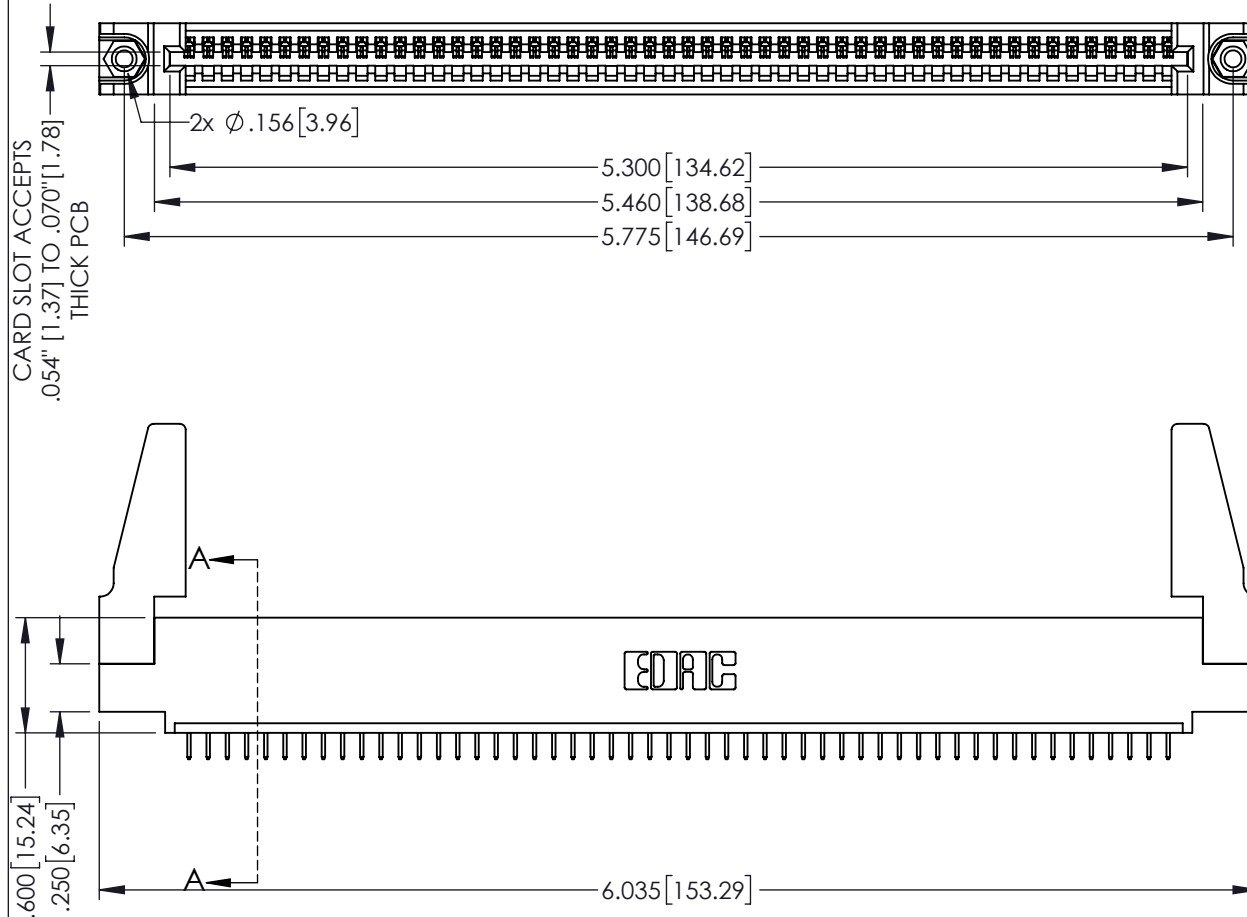 2x Ø.156[3.96]
5.300[134.62]
5.460[138.68]
5.775[146.69]
CARD SLOT ACCEPTS
.054" [1.37] TO .070"[1.78]
THICK PCB
A
EDAC
.600[15.24]
.250[6.35]
A
6.035[153.29]